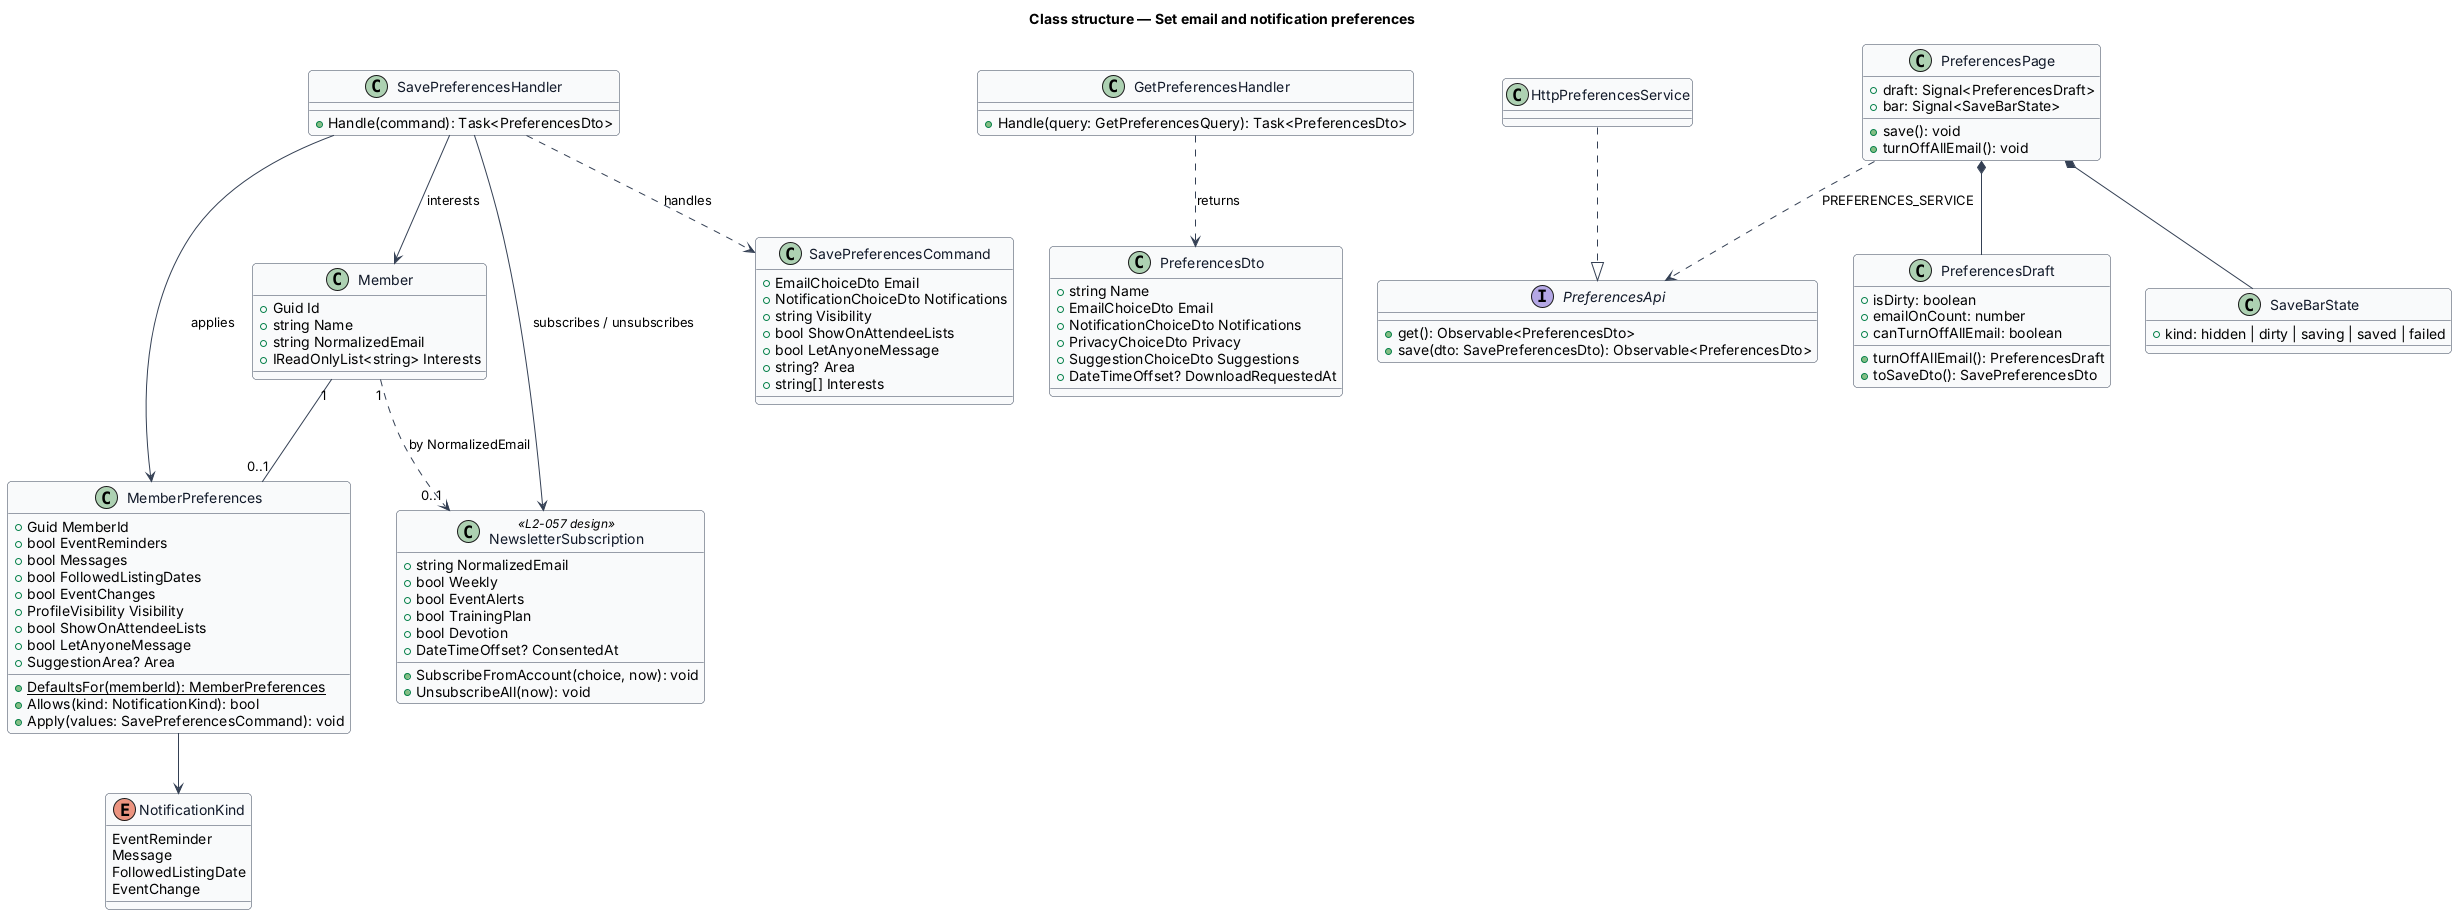 Class structure — Set email and notification preferences
C SavePreferencesHandler
Handle(command): Task<PreferencesDto>
C GetPreferencesHandler
Handle(query: GetPreferencesQuery): Task<PreferencesDto>
C HttpPreferencesService
C PreferencesPage
draft: Signal<PreferencesDraft>
bar: Signal<SaveBarState>
save(): void
turnOffAllEmail(): void
interests
handles
returns
PREFERENCES_SERVICE
applies
subscribes / unsubscribes
C Member
Guid Id
string Name
string NormalizedEmail
IReadOnlyList<string> Interests
C SavePreferencesCommand
EmailChoiceDto Email
NotificationChoiceDto Notifications
string Visibility
bool ShowOnAttendeeLists
bool LetAnyoneMessage
string? Area
string[] Interests
C PreferencesDto
string Name
EmailChoiceDto Email
NotificationChoiceDto Notifications
PrivacyChoiceDto Privacy
SuggestionChoiceDto Suggestions
DateTimeOffset? DownloadRequestedAt
I PreferencesApi
get(): Observable<PreferencesDto>
save(dto: SavePreferencesDto): Observable<PreferencesDto>
C PreferencesDraft
isDirty: boolean
emailOnCount: number
canTurnOffAllEmail: boolean
turnOffAllEmail(): PreferencesDraft
toSaveDto(): SavePreferencesDto
C SaveBarState
kind: hidden | dirty | saving | saved | failed
1
1
by NormalizedEmail
0..1
0..1
C MemberPreferences
Guid MemberId
bool EventReminders
bool Messages
bool FollowedListingDates
bool EventChanges
ProfileVisibility Visibility
bool ShowOnAttendeeLists
bool LetAnyoneMessage
SuggestionArea? Area
DefaultsFor(memberId): MemberPreferences
Allows(kind: NotificationKind): bool
Apply(values: SavePreferencesCommand): void
«L2-057 design»
C NewsletterSubscription
string NormalizedEmail
bool Weekly
bool EventAlerts
bool TrainingPlan
bool Devotion
DateTimeOffset? ConsentedAt
SubscribeFromAccount(choice, now): void
UnsubscribeAll(now): void
E NotificationKind
EventReminder
Message
FollowedListingDate
EventChange